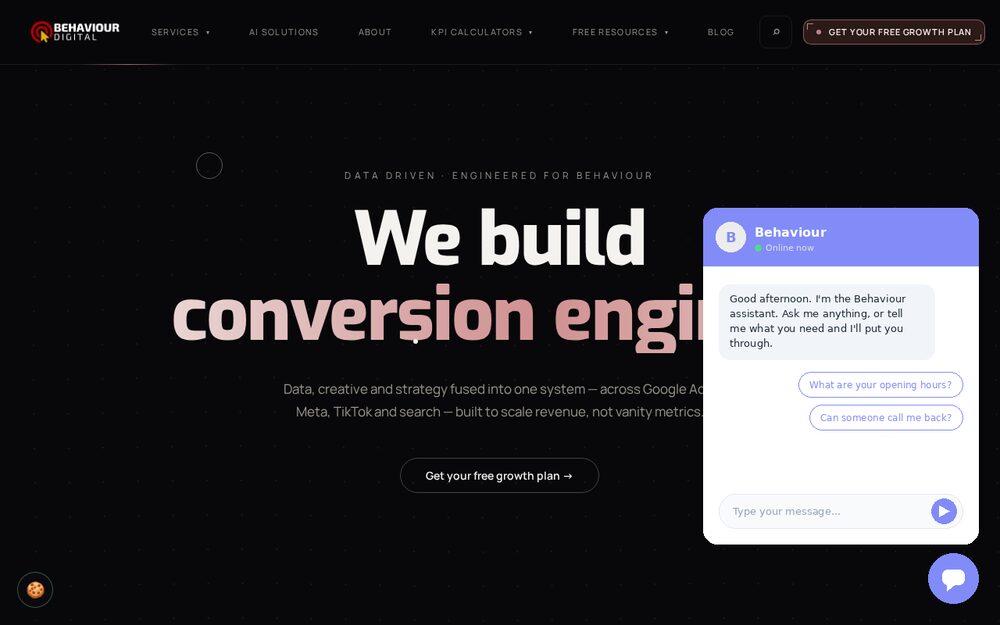 BEHAVIOUR
DIGITAL
SERVICES ▾
AI SOLUTIONS
ABOUT
KPI CALCULATORS ▾
FREE RESOURCES ▾
BLOG
GET YOUR FREE GROWTH PLAN
DATA DRIVEN · ENGINEERED FOR BEHAVIOUR
We build
conversion
Data, creative and strategy fused into one system — across Google
Meta, TikTok and search — built to scale revenue, not vanity metrics.
Get your free growth plan →
B
Behaviour
Online now
Good afternoon. I'm the Behaviour
assistant. Ask me anything, or tell
me what you need and I'll put you
through.
What are your opening hours?
Can someone call me back?
Type your message...